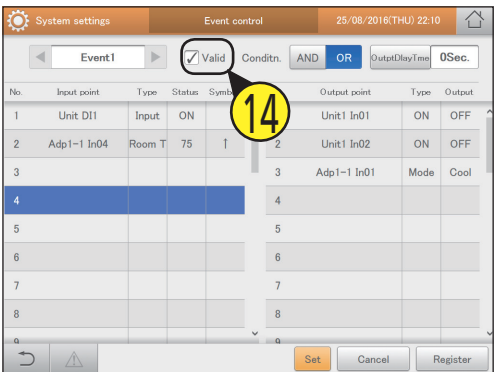 System settings Event control 25/08/2016(THU) 22:10
Event1 Valid Conditn. AND OR OutptDlayTme 0Sec.
No. Input point Type Status Symb Output point Type Output
14
1 Unit DI1 Input ON Unit1 In01 ON OFF
2 Adp1-1 In04 Room T 75 ↑ 2 Unit1 In02 ON OFF
3 3 Adp1-1 In01 Mode Cool
4 4
5 5
6 6
7 7
8 8
9 9
Set Cancel Register